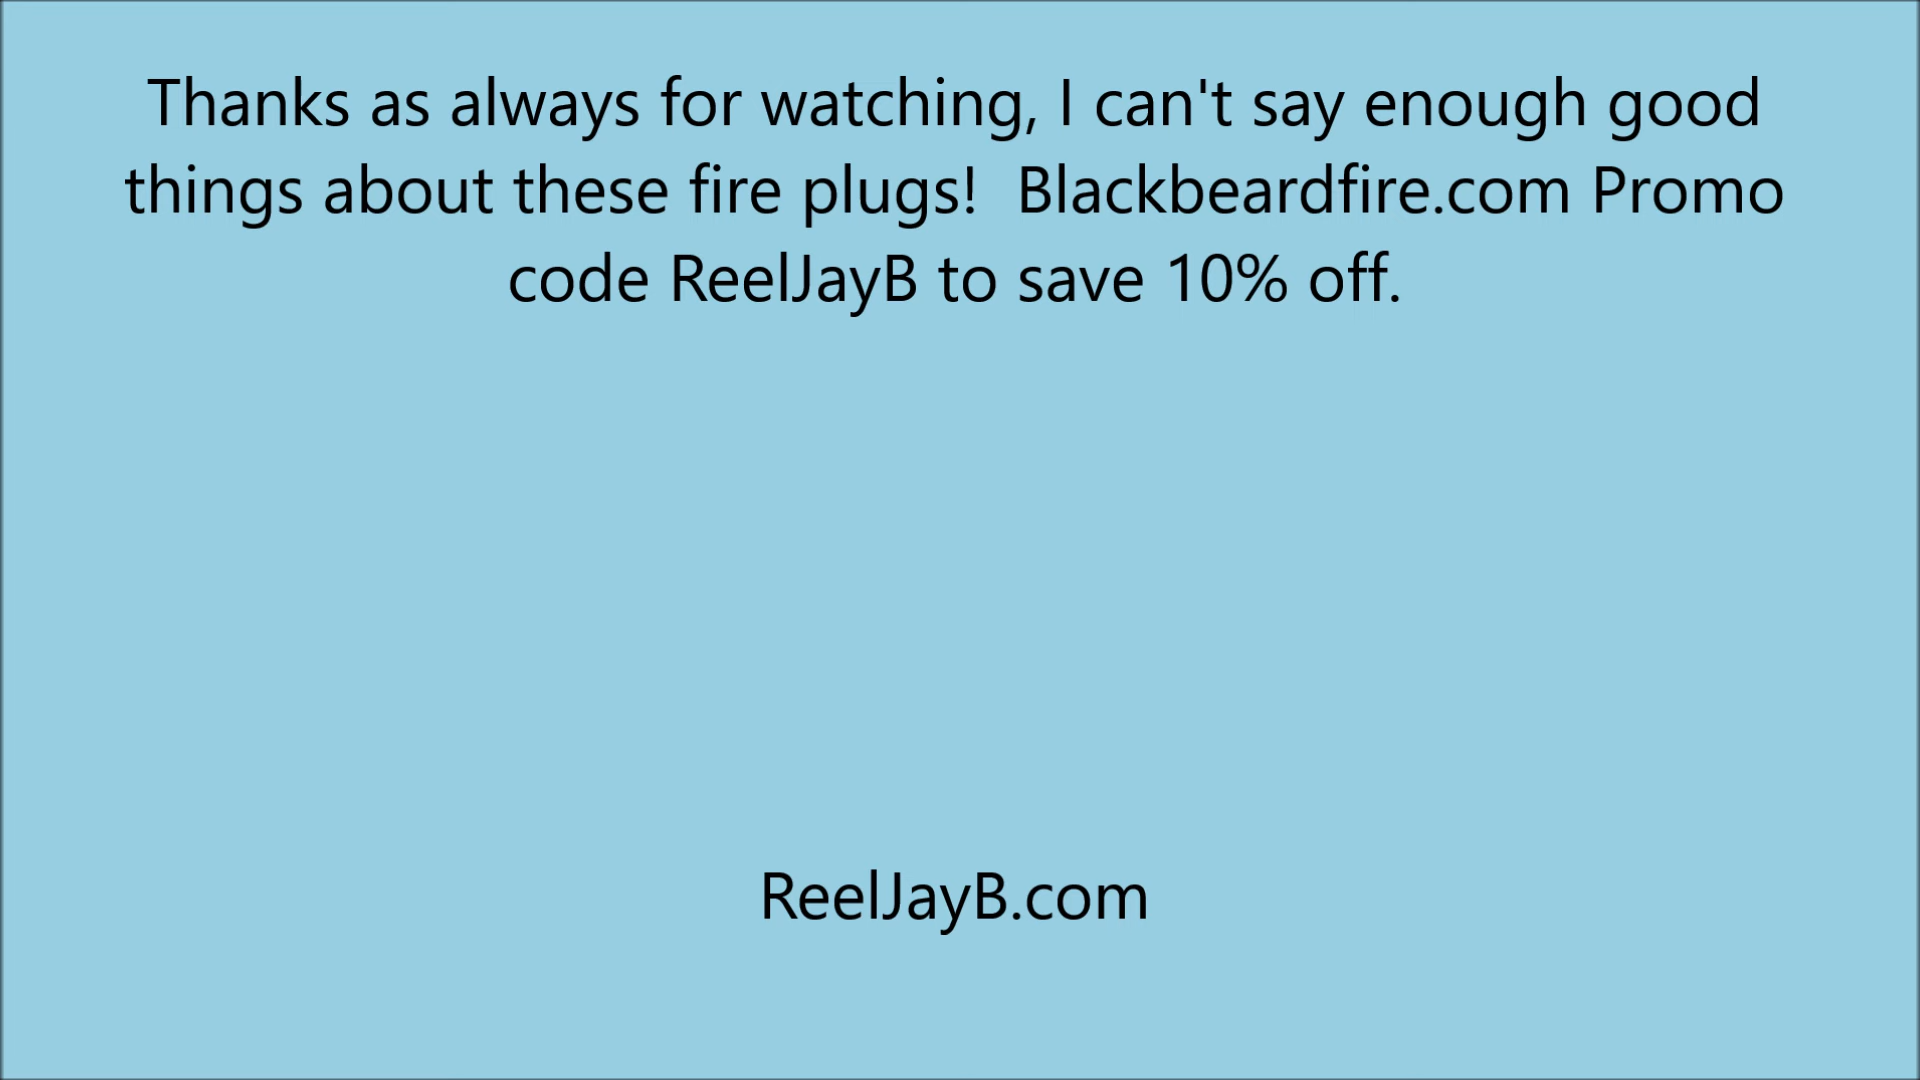 Thanks as always for watching, I can't say enough good
things about these fire plugs!  Blackbeardfire.com Promo
code ReelJayB to save 10% off.
ReelJayB.com